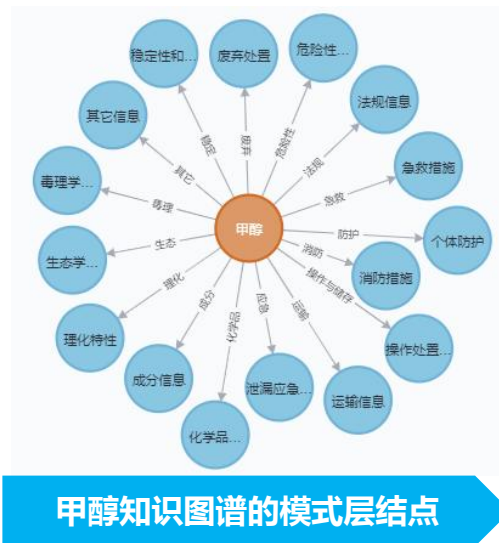 稳定性和...
废弃处置
危险性...
其它信息
法规信息
稳定
废弃
危险性
法规
急救措施
其它
毒理学...
急救
毒理
甲醇
防护
个体防护
生态
生态学...
消防
消防措施
理化
操作与储存
成分
应急
运输
化学品
理化特性
操作处置...
成分信息
泄漏应急...
运输信息
化学品...
甲醇知识图谱的模式层结点